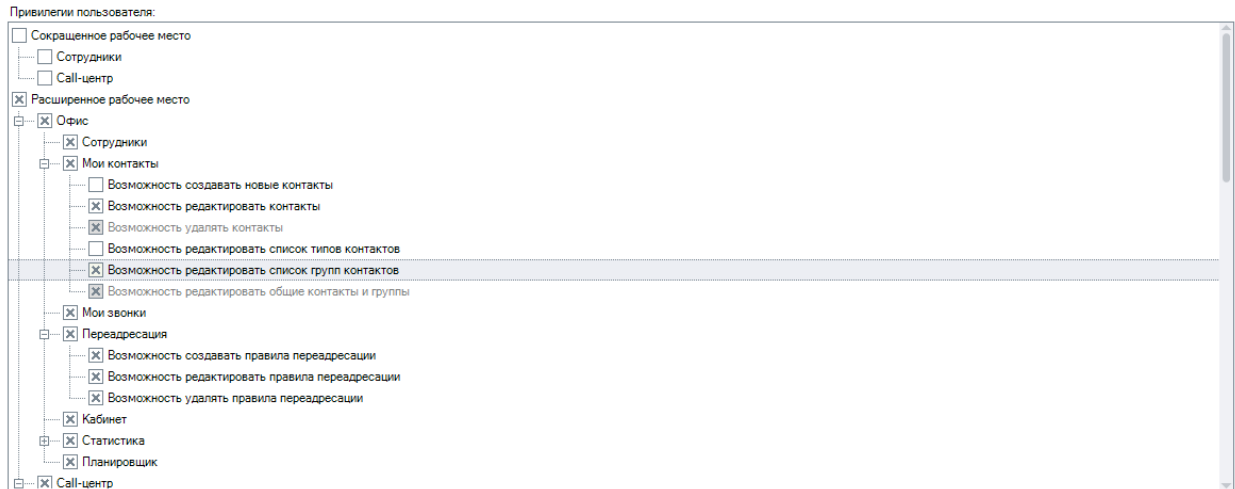 Привилегии пользователя:
Сокращенное рабочее место
Сотрудники
Call-центр
Расширенное рабочее место
Офис
Сотрудники
Мои контакты
Возможность создавать новые контакты
Возможность редактировать контакты
Возможность удалять контакты
Возможность редактировать список типов контактов
Возможность редактировать список групп контактов
Возможность редактировать общие контакты и группы
Мои звонки
Переадресация
Возможность создавать правила переадресации
Возможность редактировать правила переадресации
Возможность удалять правила переадресации
Кабинет
Статистика
Планировщик
Call-центр